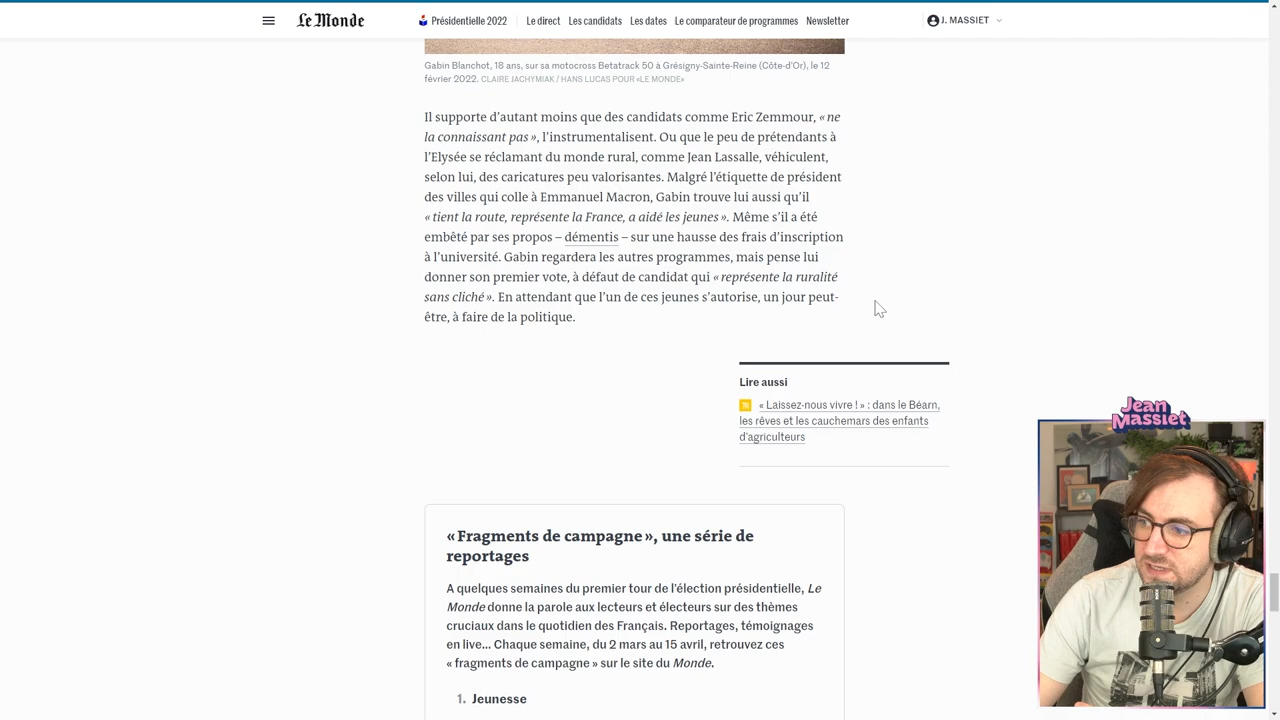 Le Monde
Présidentielle 2022
Le direct
Les candidats
Les dates
Le comparateur de programmes
Newsletter
J. MASSIET
Gabin Blanchot, 18 ans, sur sa motocross Betatrack 50 à Grésigny-Sainte-Reine (Côte-d'Or), le 12
février 2022. CLAIRE JACHYMIAK / HANS LUCAS POUR «LE MONDE»
Il supporte d'autant moins que des candidats comme Eric Zemmour, « ne
la connaissant pas », l'instrumentalisent. Ou que le peu de prétendants à
l'Elysée se réclamant du monde rural, comme Jean Lassalle, véhiculent,
selon lui, des caricatures peu valorisantes. Malgré l'étiquette de président
des villes qui colle à Emmanuel Macron, Gabin trouve lui aussi qu'il
« tient la route, représente la France, a aidé les jeunes ». Même s'il a été
embêté par ses propos – démentis – sur une hausse des frais d'inscription
à l'université. Gabin regardera les autres programmes, mais pense lui
donner son premier vote, à défaut de candidat qui « représente la ruralité
sans cliché ». En attendant que l'un de ces jeunes s'autorise, un jour peut-
être, à faire de la politique.
Lire aussi
« Laissez-nous vivre ! » : dans le Béarn,
les rêves et les cauchemars des enfants
d'agriculteurs
« Fragments de campagne », une série de
reportages
A quelques semaines du premier tour de l'élection présidentielle, Le
Monde donne la parole aux lecteurs et électeurs sur des thèmes
cruciaux dans le quotidien des Français. Reportages, témoignages
en live... Chaque semaine, du 2 mars au 15 avril, retrouvez ces
« fragments de campagne » sur le site du Monde.
1. Jeunesse
Jean
Massiet